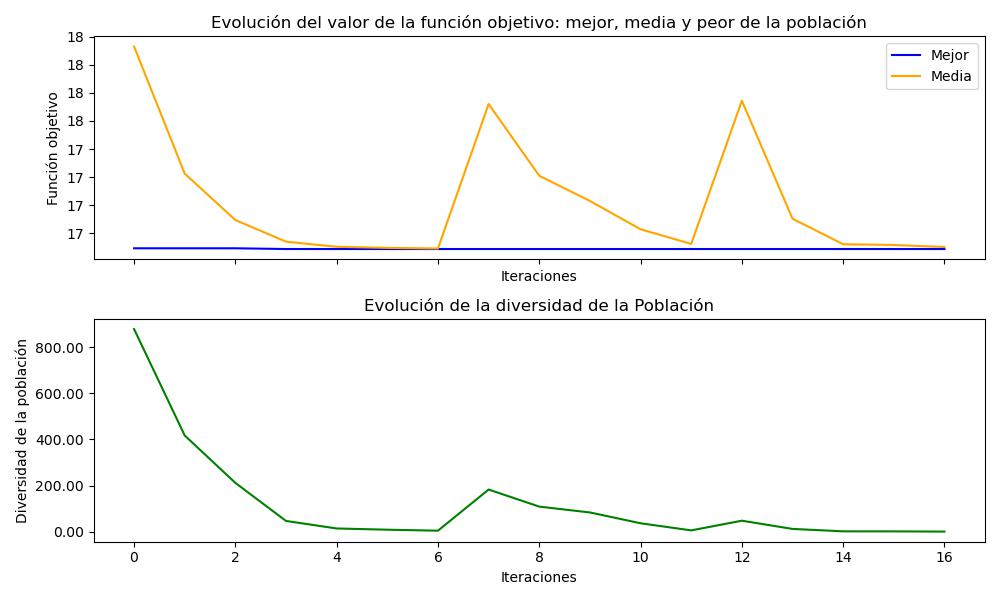 Evolución del valor de la función objetivo: mejor, media y peor de la población
18
18
18
18
17
17
17
17
Función objetivo
Mejor
Media
Iteraciones
Evolución de la diversidad de la Población
800.00
600.00
400.00
200.00
0.00
Diversidad de la población
0 2 4 6 8 10 12 14 16
Iteraciones